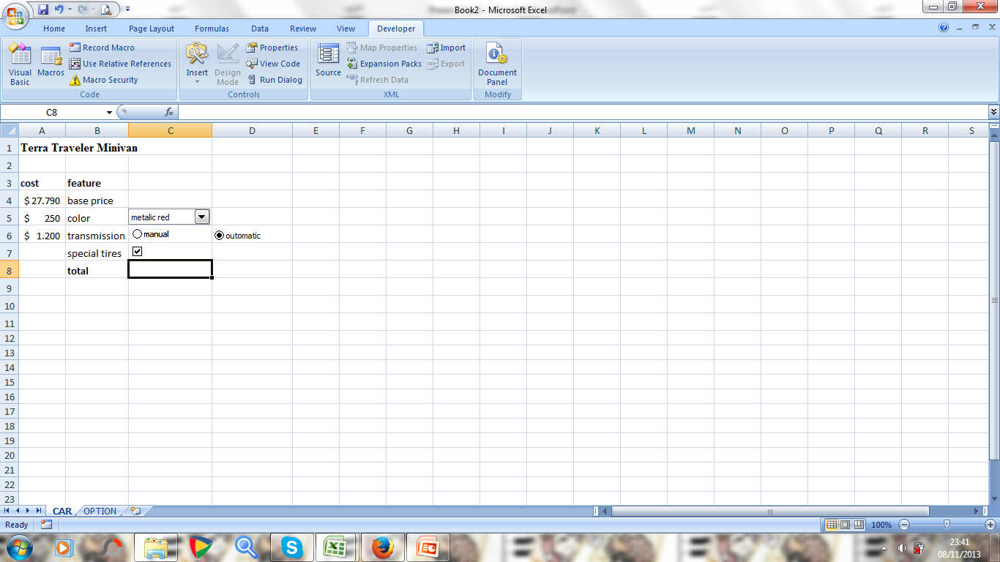 Book2 - Microsoft Excel
Home Insert Page Layout Formulas Data Review View Developer
Visual Basic
Macros
Record Macro
Use Relative References
Macro Security
Code
Insert
Design Mode
Properties
View Code
Run Dialog
Controls
Source
Map Properties
Expansion Packs
Refresh Data
Import
Export
XML
Document Panel
Modify
C8 fx
A B C D E F G H I J K L M N O P Q R S
1 Terra Traveler Minivan
2
3 cost feature
4 $ 27.790 base price
5 $ 250 color metalic red
6 $ 1.200 transmission manual outomatic
7 special tires
8 total
9
10
11
12
13
14
15
16
17
18
19
20
21
22
23
CAR OPTION
Ready 100%
23:41
08/11/2013